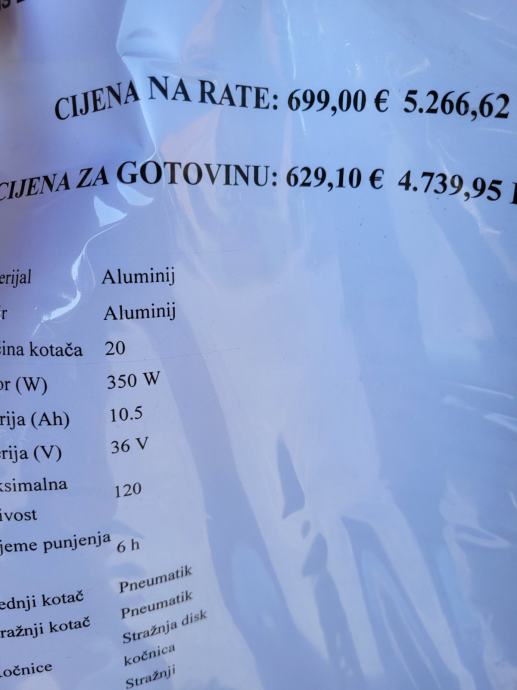 CIJENA NA RATE: 699,00 € 5.266,62
CIJENA ZA GOTOVINU: 629,10 € 4.739,95
erijal Aluminij
r Aluminij
ina kotača 20
or (W) 350 W
rija (Ah) 10.5
rija (V) 36 V
ksimalna
ivost 120
jeme punjenja 6 h
ednji kotač Pneumatik
ražnji kotač Pneumatik
očnice Stražnja disk
kočnica
Stražnji